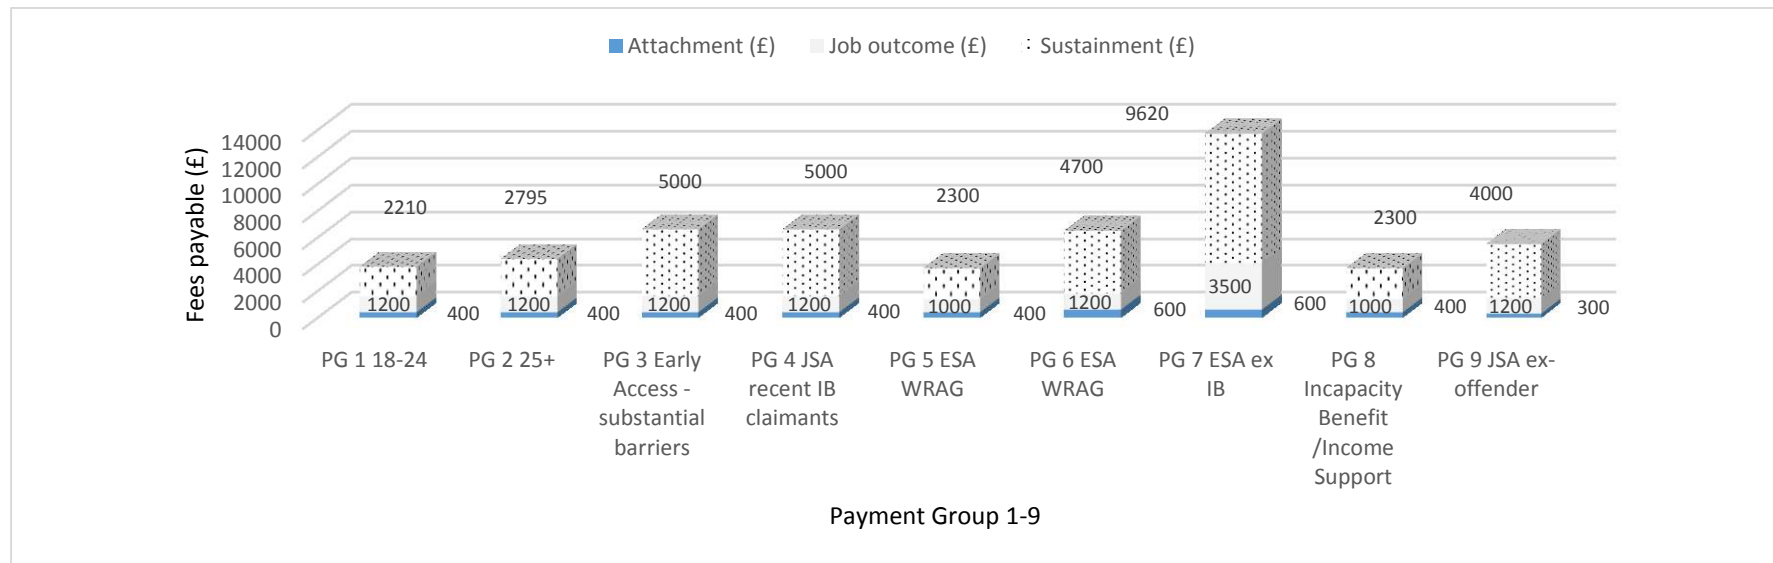 Attachment (£) Job outcome (£) Sustainment (£)
Fees payable (£)
14000
12000
10000
8000
6000
4000
2000
0
2210 2795 5000 5000 2300 4700 9620 2300 4000
1200 1200 1200 1200 1000 1200 3500 1000 1200
400 400 400 400 400 600 600 400 300
PG 1 18-24
PG 2 25+
PG 3 Early
Access -
substantial
barriers
PG 4 JSA
recent IB
claimants
PG 5 ESA
WRAG
PG 6 ESA
WRAG
PG 7 ESA ex
IB
PG 8
Incapacity
Benefit
/Income
Support
PG 9 JSA ex-
offender
Payment Group 1-9